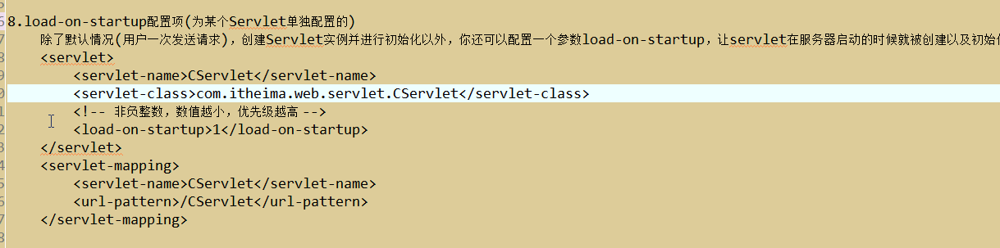 8.load-on-startup配置项(为某个Servlet单独配置的)
除了默认情况(用户一次发送请求)，创建Servlet实例并进行初始化以外，你还可以配置一个参数load-on-startup，让servlet在服务器启动的时候就被创建以及初始
<servlet>
<servlet-name>CServlet</servlet-name>
<servlet-class>com.itheima.web.servlet.CServlet</servlet-class>
<!-- 非负整数，数值越小，优先级越高 -->
<load-on-startup>1</load-on-startup>
</servlet>
<servlet-mapping>
<servlet-name>CServlet</servlet-name>
<url-pattern>/CServlet</url-pattern>
</servlet-mapping>